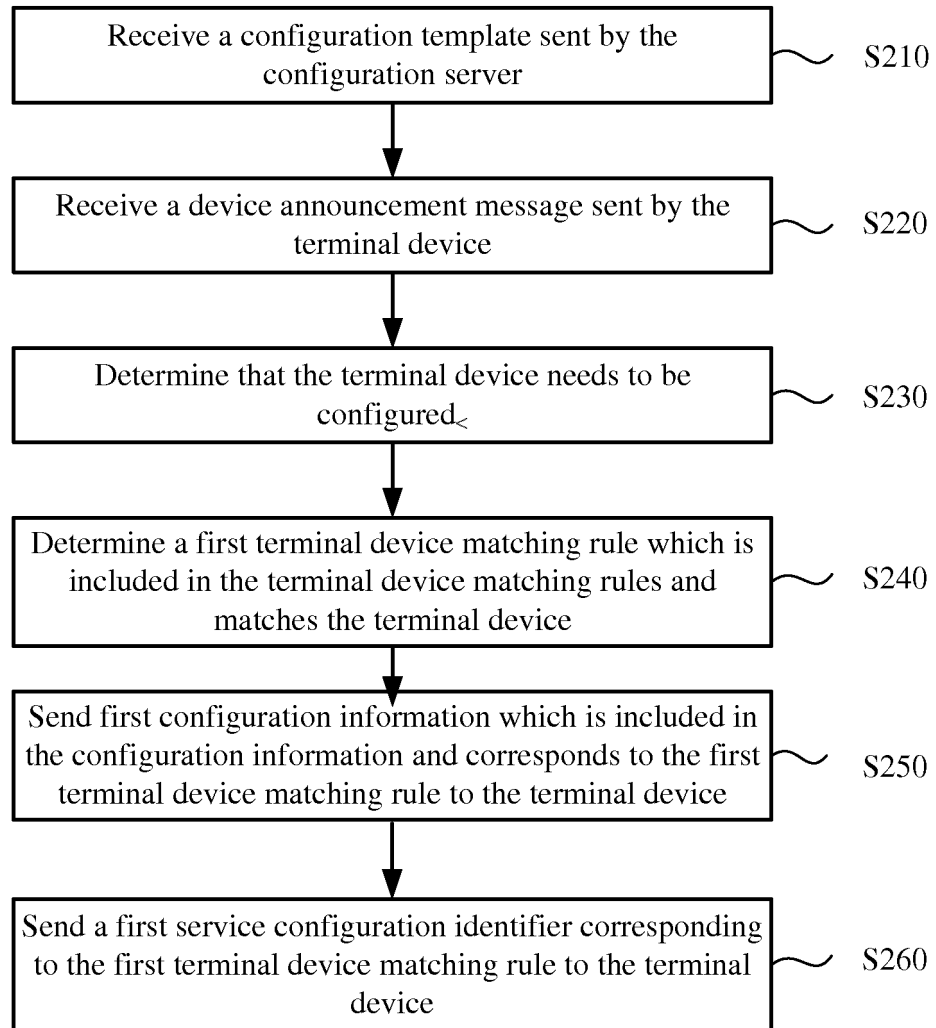 Receive a configuration template sent by the
configuration server
S210
Receive a device announcement message sent by the
terminal device
S220
Determine that the terminal device needs to be
configured<
S230
Determine a first terminal device matching rule which is
included in the terminal device matching rules and
matches the terminal device
S240
Send first configuration information which is included in
the configuration information and corresponds to the first
terminal device matching rule to the terminal device
S250
Send a first service configuration identifier corresponding
to the first terminal device matching rule to the terminal
device
S260